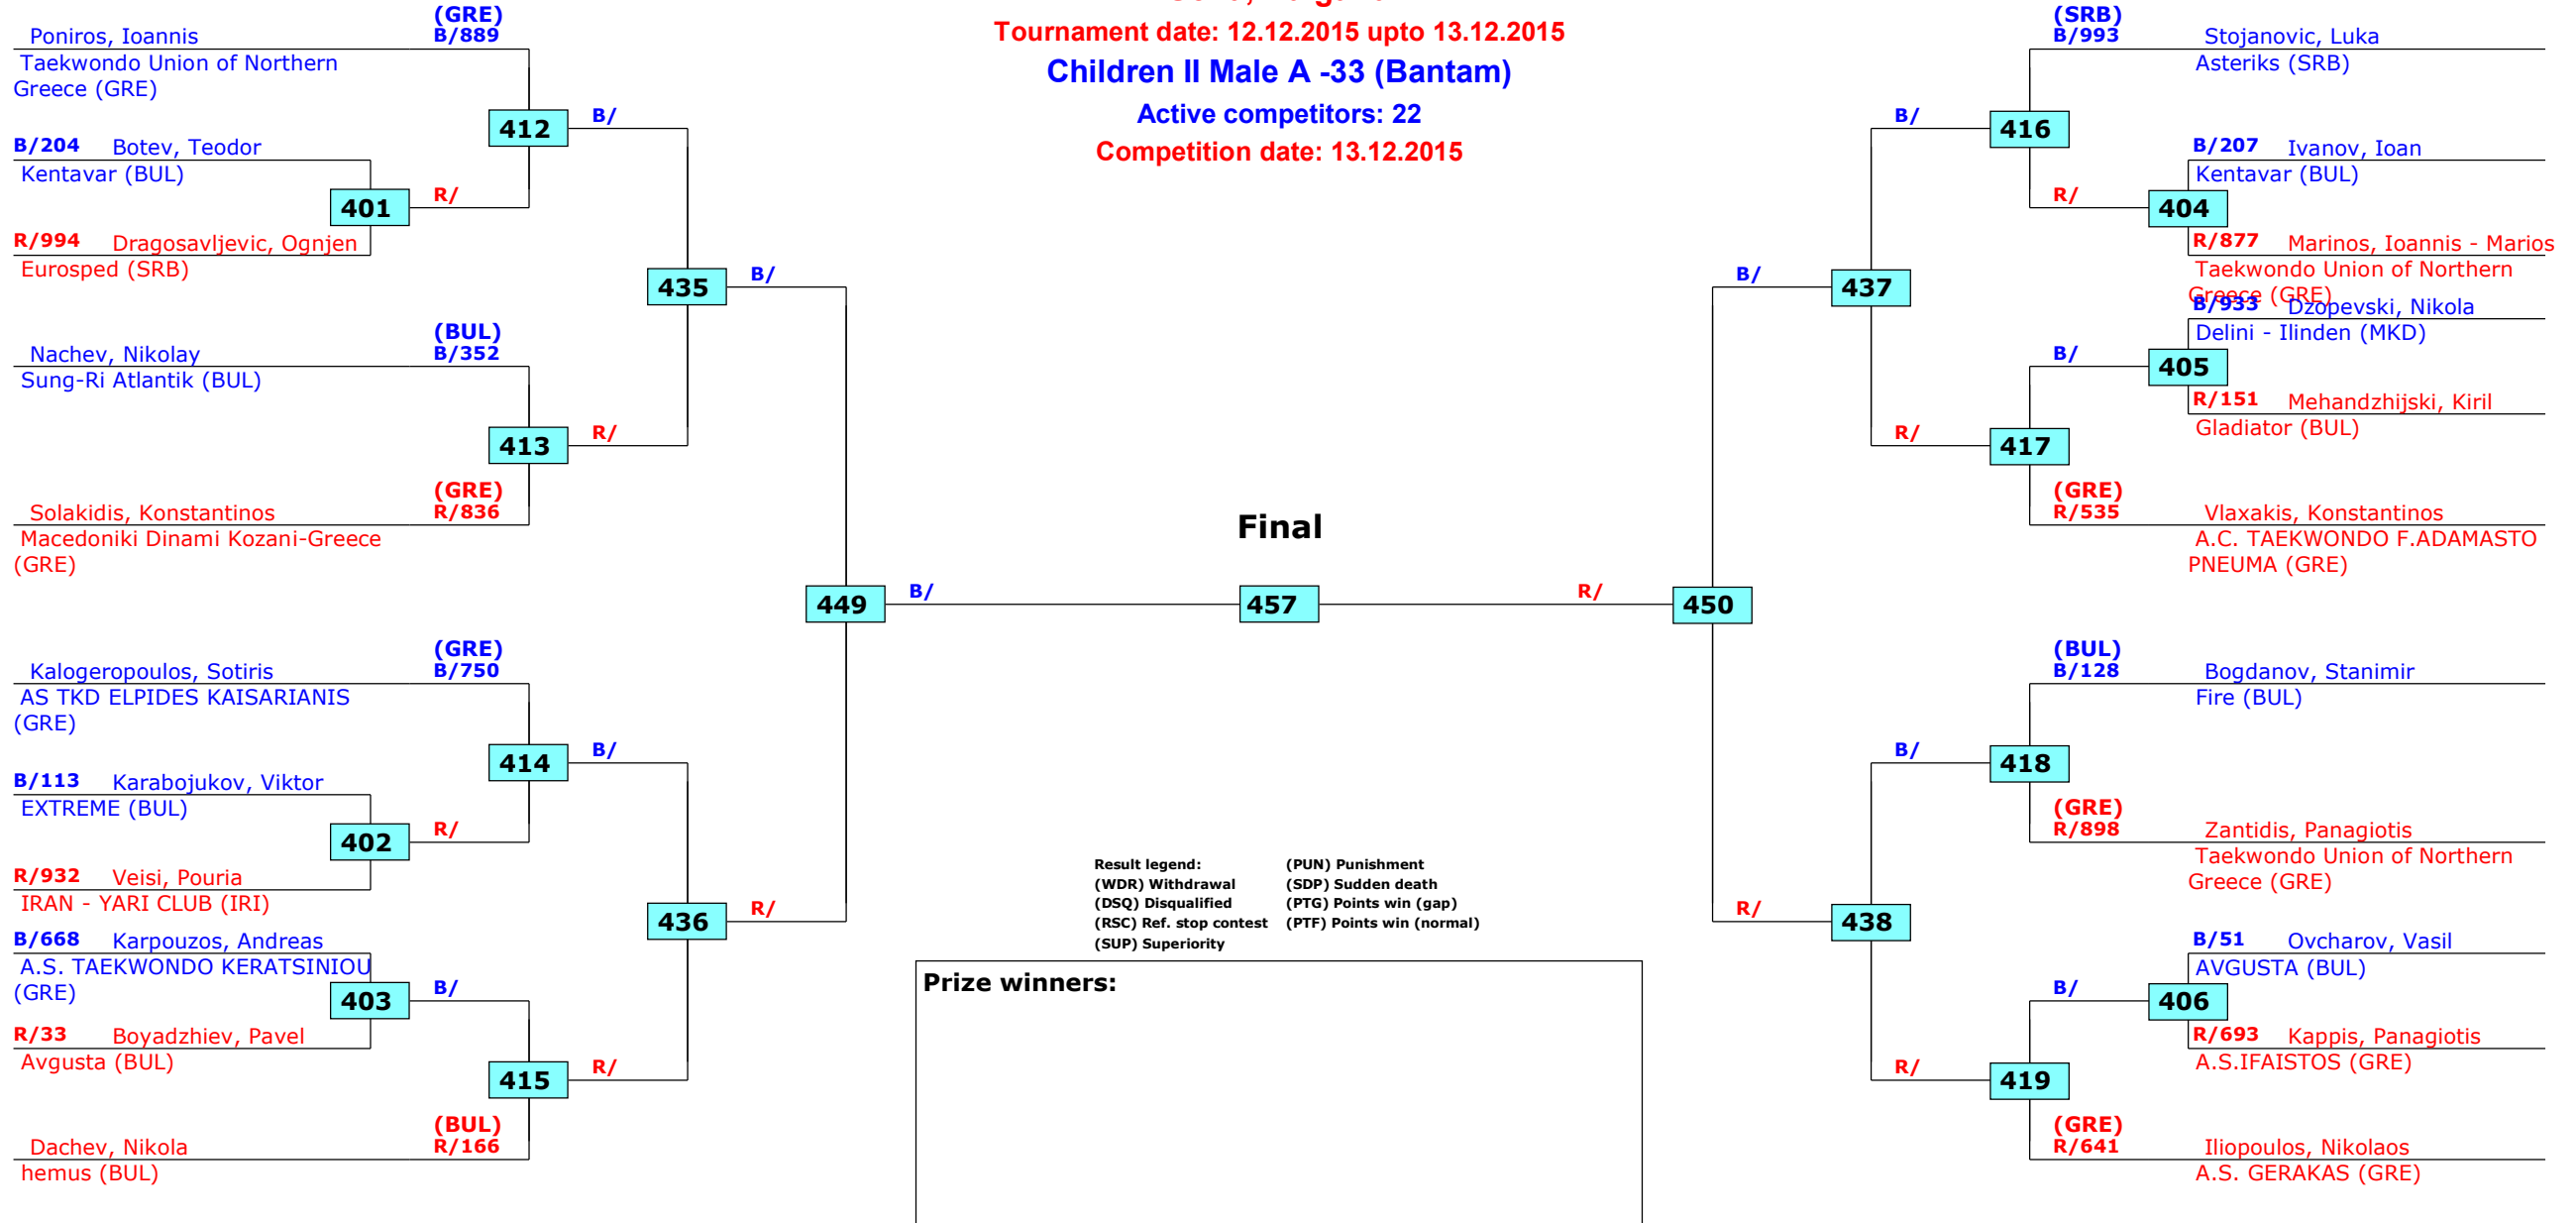 Tournament date: 12.12.2015 upto 13.12.2015
Children II Male A -33 (Bantam)
Active competitors: 22
Competition date: 13.12.2015
(GRE)
Poniros, Ioannis B/889
Taekwondo Union of Northern
Greece (GRE)
412 B/
B/204 Botev, Teodor
Kentavar (BUL)
401 R/
R/994 Dragosavljevic, Ognjen
Eurosped (SRB)
435 B/
(BUL)
Nachev, Nikolay B/352
Sung-Ri Atlantik (BUL)
413 R/
(GRE)
Solakidis, Konstantinos R/836
Macedoniki Dinami Kozani-Greece
(GRE)
449 B/
(GRE)
Kalogeropoulos, Sotiris B/750
AS TKD ELPIDES KAISARIANIS
(GRE)
414 B/
B/113 Karabojukov, Viktor
EXTREME (BUL)
402 R/
R/932 Veisi, Pouria
IRAN - YARI CLUB (IRI)
436 R/
B/668 Karpouzos, Andreas
A.S. TAEKWONDO KERATSINIOU
(GRE)
403 B/
R/33 Boyadzhiev, Pavel
Avgusta (BUL)
415 R/
(BUL)
Dachev, Nikola R/166
hemus (BUL)
Final
457
Result legend: (PUN) Punishment
(WDR) Withdrawal (SDP) Sudden death
(DSQ) Disqualified (PTG) Points win (gap)
(RSC) Ref. stop contest (PTF) Points win (normal)
(SUP) Superiority
Prize winners:
(SRB)
B/993 Stojanovic, Luka
Asteriks (SRB)
B/ 416
B/207 Ivanov, Ioan
Kentavar (BUL)
R/ 404
R/877 Marinos, Ioannis - Marios
Taekwondo Union of Northern
Greece (GRE)
B/ 437
B/933 Dzopevski, Nikola
Delini - Ilinden (MKD)
B/ 405
R/151 Mehandzhijski, Kiril
Gladiator (BUL)
R/ 417
(GRE)
R/535 Vlaxakis, Konstantinos
A.C. TAEKWONDO F.ADAMASTO
PNEUMA (GRE)
R/ 450
(BUL)
B/128 Bogdanov, Stanimir
Fire (BUL)
B/ 418
(GRE)
R/898 Zantidis, Panagiotis
Taekwondo Union of Northern
Greece (GRE)
R/ 438
B/51 Ovcharov, Vasil
AVGUSTA (BUL)
B/ 406
R/693 Kappis, Panagiotis
A.S.IFAISTOS (GRE)
R/ 419
(GRE)
R/641 Iliopoulos, Nikolaos
A.S. GERAKAS (GRE)